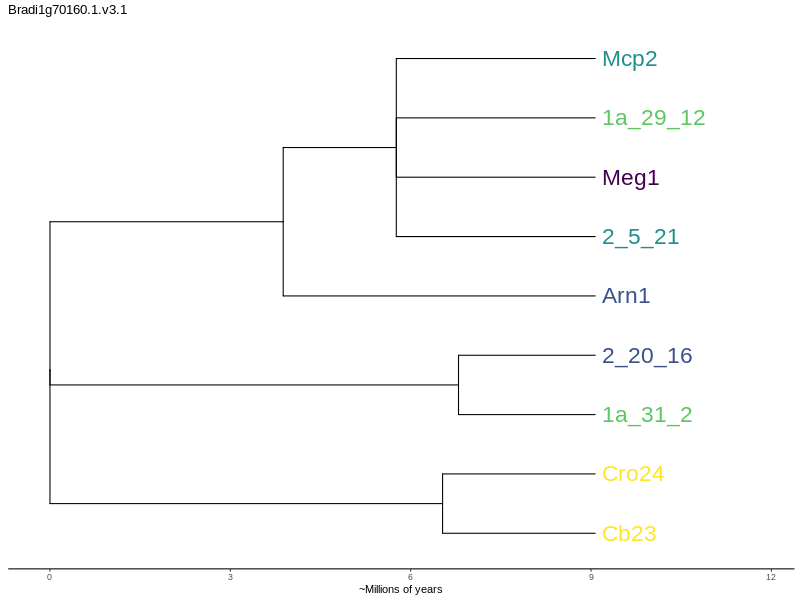 Bradi1g70160.1.v3.1
Mcp2
1a_29_12
Meg1
2_5_21
Arn1
2_20_16
1a_31_2
Cro24
Cb23
0 3 6 9 12
~Millions of years